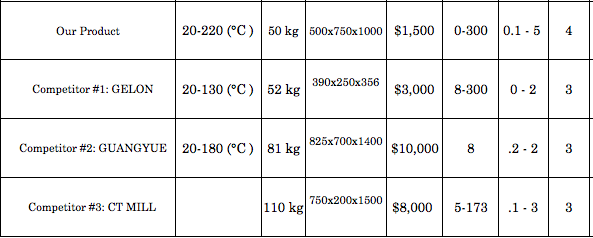 Our Product 20-220 (°C) 50 kg 500x750x1000 $1,500 0-300 0.1 - 5 4
Competitor #1: GELON 20-130 (°C) 52 kg 390x250x356 $3,000 8-300 0 - 2 3
Competitor #2: GUANGYUE 20-180 (°C) 81 kg 825x700x1400 $10,000 8 .2 - 2 3
Competitor #3: CT MILL 110 kg 750x200x1500 $8,000 5-173 .1 - 3 3